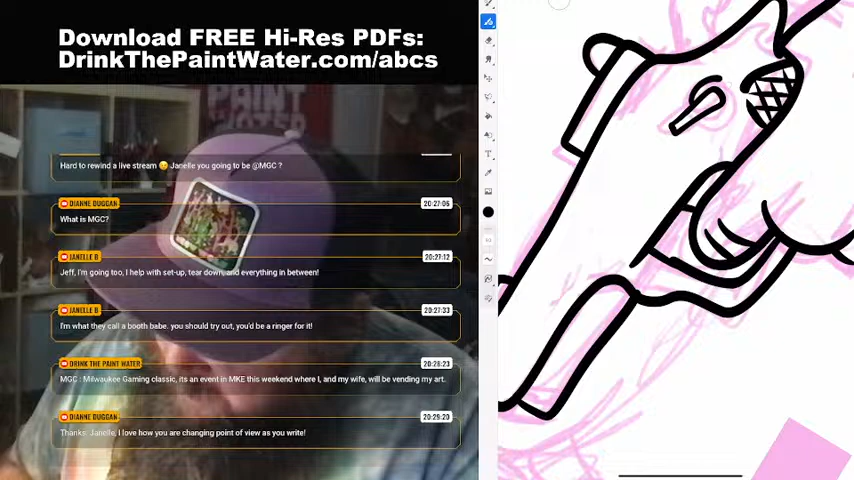 Download FREE Hi-Res PDFs:
DrinkThePaintWater.com/abcs
PAINT
WATER
Hard to rewind a live stream 😏 Janelle you going to be @MGC ?
DIANNE DUGGAN
20:27:06
What is MGC?
JANELLE B
20:27:12
Jeff, I'm going too, I help with set-up, tear down, and everything in between!
JANELLE B
20:27:33
I'm what they call a booth babe. you should try out, you'd be a ringer for it!
DRINK THE PAINT WATER
20:28:23
MGC : Milwaukee Gaming classic, its an event in MKE this weekend where I, and my wife, will be vending my art.
DIANNE DUGGAN
20:29:20
Thanks. Janelle, I love how you are changing point of view as you write!
T